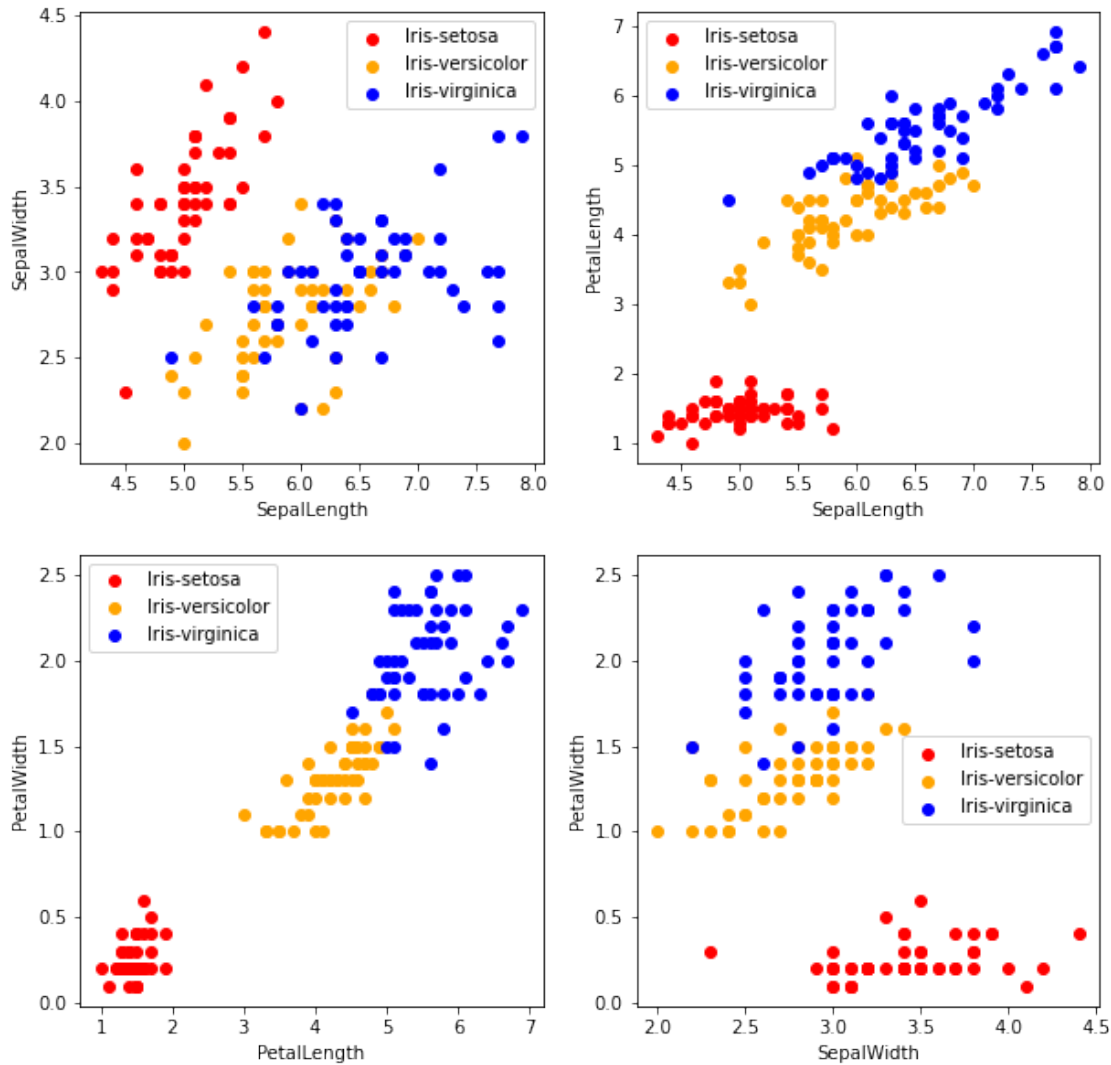 4.5
4.0
3.5
3.0
2.5
2.0
SepalWidth
Iris-setosa
Iris-versicolor
Iris-virginica
4.5 5.0 5.5 6.0 6.5 7.0 7.5 8.0
SepalLength
7
6
5
4
3
2
1
PetalLength
Iris-setosa
Iris-versicolor
Iris-virginica
4.5 5.0 5.5 6.0 6.5 7.0 7.5 8.0
SepalLength
2.5
2.0
1.5
1.0
0.5
0.0
PetalWidth
Iris-setosa
Iris-versicolor
Iris-virginica
1 2 3 4 5 6 7
PetalLength
2.5
2.0
1.5
1.0
0.5
0.0
PetalWidth
Iris-setosa
Iris-versicolor
Iris-virginica
2.0 2.5 3.0 3.5 4.0 4.5
SepalWidth